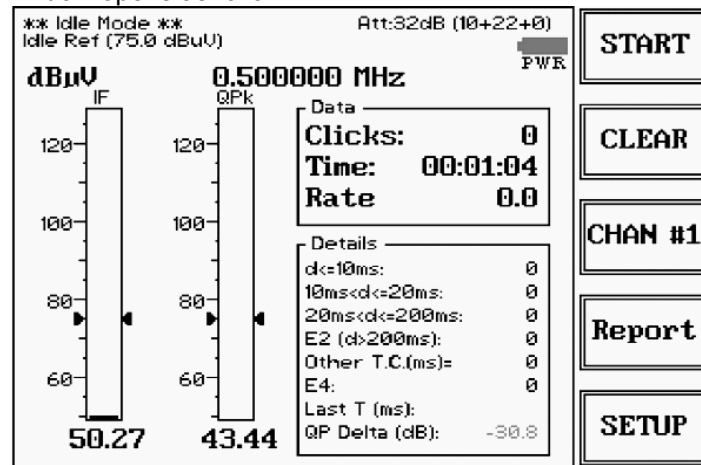 ** Idle Mode **
Idle Ref (75.0 dBuV)
Att:32dB (10+22+0)
PWR
dBµV
0.500000 MHz
IF
QPk
120
100
80
60
50.27
120
100
80
60
43.44
Data
Clicks: 0
Time: 00:01:04
Rate 0.0
Details
d<=10ms: 0
10ms<d<=20ms: 0
20ms<d<=200ms: 0
E2 (d>200ms): 0
Other T.C.(ms)= 0
E4: 0
Last T (ms):
QP Delta (dB): -30.8
START
CLEAR
CHAN #1
Report
SETUP